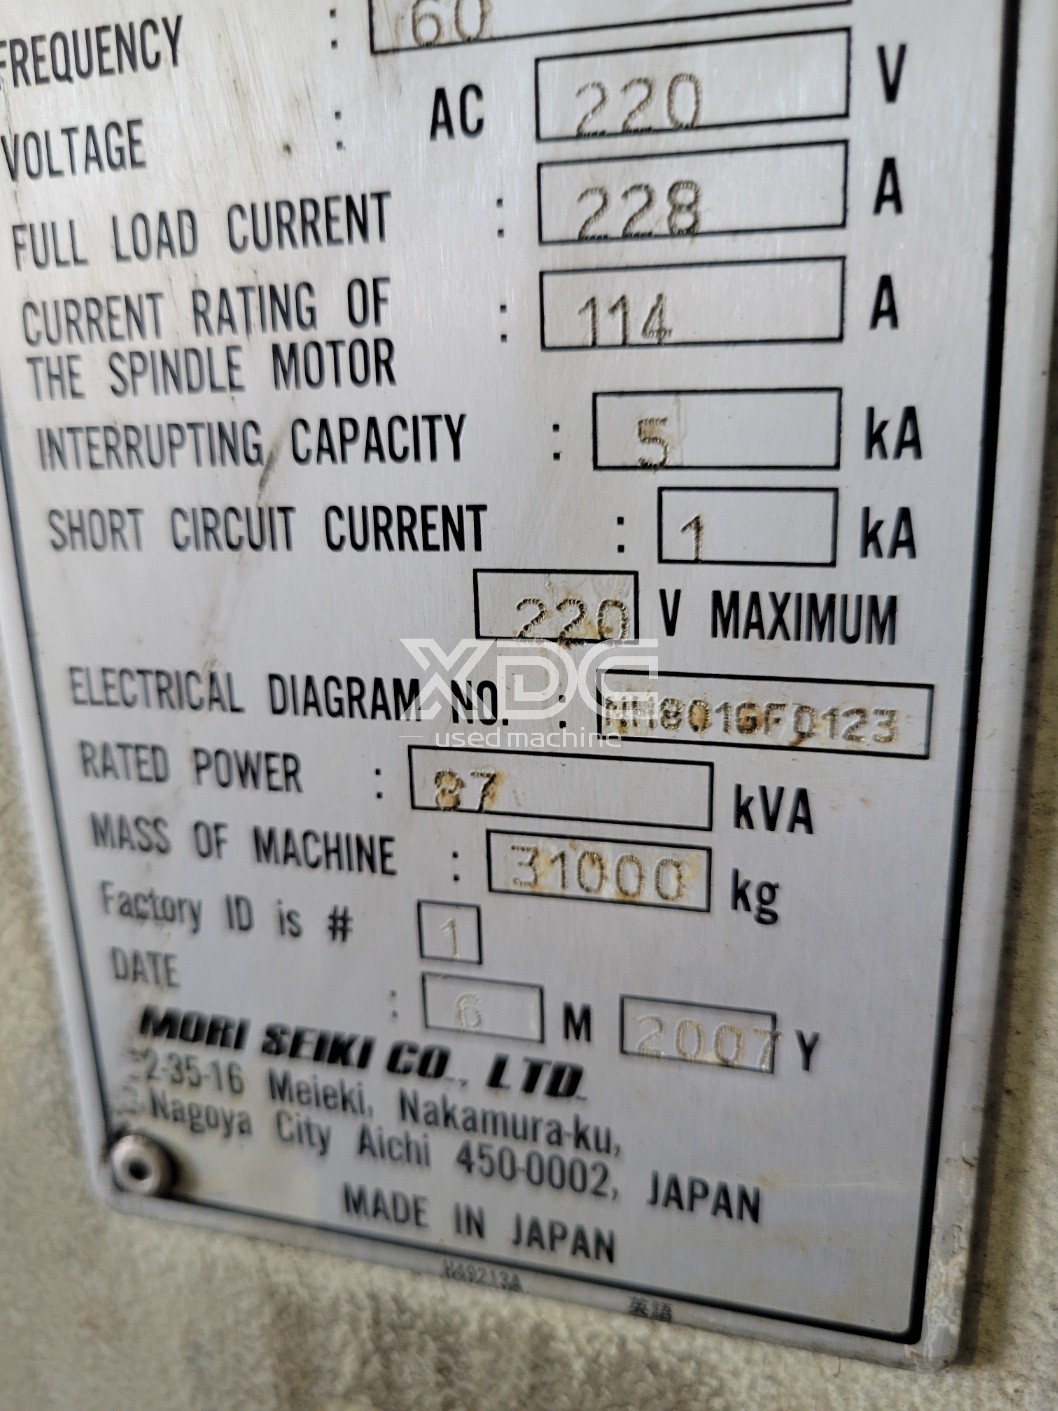 FREQUENCY : 60
VOLTAGE : AC 220 V
FULL LOAD CURRENT : 228 A
CURRENT RATING OF
THE SPINDLE MOTOR : 114 A
INTERRUPTING CAPACITY : 5 kA
SHORT CIRCUIT CURRENT : 1 kA
220 V MAXIMUM
XDC
used machine
ELECTRICAL DIAGRAM NO. : NH801GF0123
RATED POWER : 87 kVA
MASS OF MACHINE : 31000 kg
Factory ID is # 1
DATE : 6 M 2007 Y
MORI SEIKI CO., LTD.
2-35-16 Meieki, Nakamura-ku,
Nagoya City Aichi 450-0002, JAPAN
MADE IN JAPAN
英語